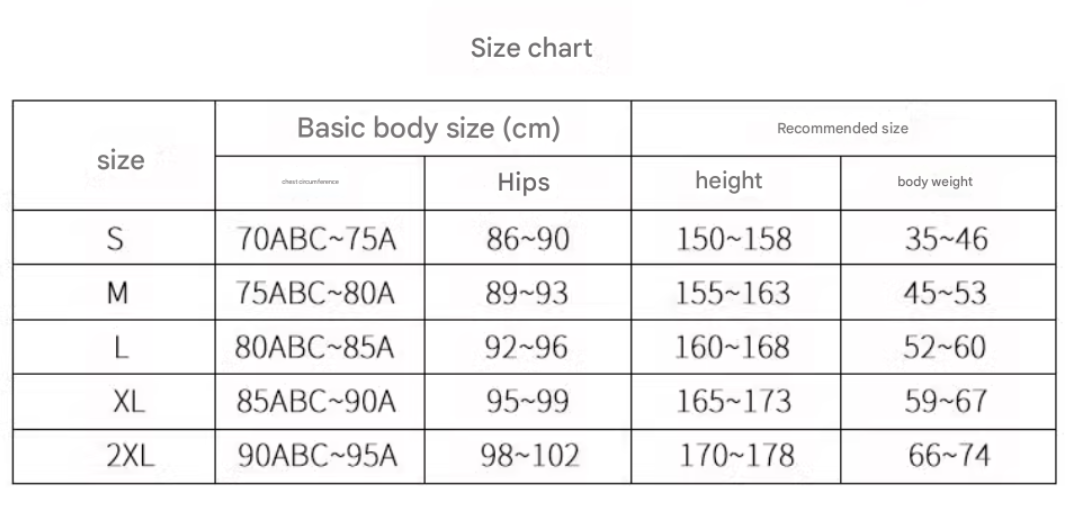 Size chart
size
Basic body size (cm)
Recommended size
chest circumference
Hips
height
body weight
S 70ABC~75A 86~90 150~158 35~46
M 75ABC~80A 89~93 155~163 45~53
L 80ABC~85A 92~96 160~168 52~60
XL 85ABC~90A 95~99 165~173 59~67
2XL 90ABC~95A 98~102 170~178 66~74